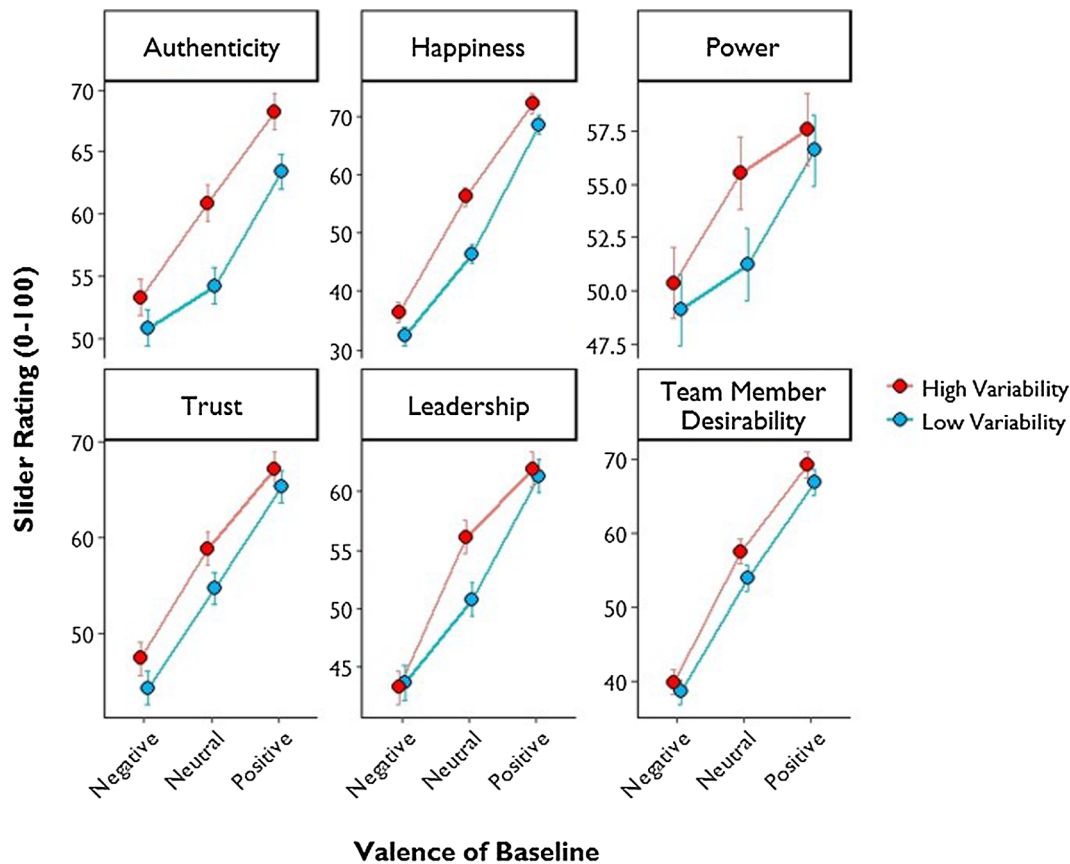 Authenticity
Happiness
Power
70
65
60
55
50
70
60
50
40
30
57.5
55.0
52.5
50.0
47.5
Trust
Leadership
Team Member
Desirability
70
60
50
60
55
50
45
70
60
50
40
High Variability
Low Variability
Slider Rating (0-100)
Negative
Neutral
Positive
Negative
Neutral
Positive
Negative
Neutral
Positive
Valence of Baseline